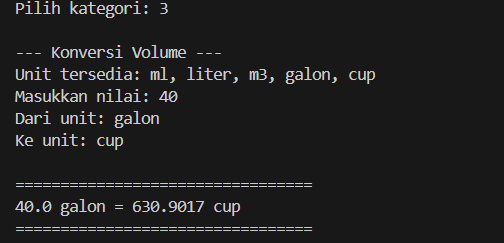 Pilih kategori: 3
--- Konversi Volume ---
Unit tersedia: ml, liter, m3, galon, cup
Masukkan nilai: 40
Dari unit: galon
Ke unit: cup
=================================
40.0 galon = 630.9017 cup
=================================